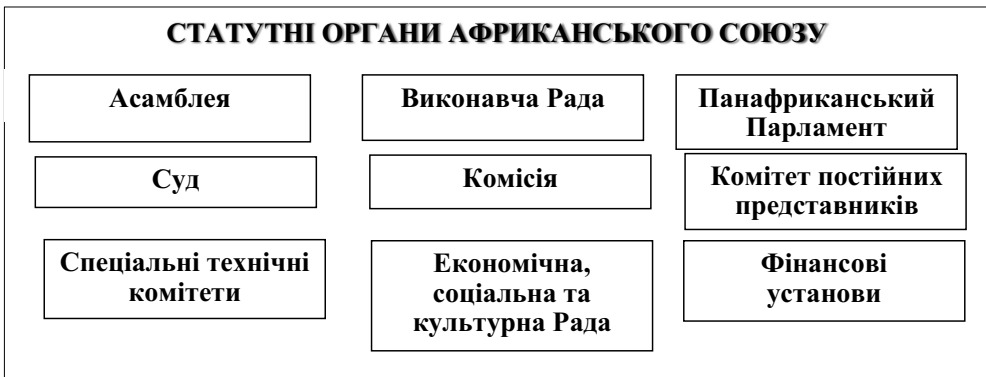 СТАТУТНІ ОРГАНИ АФРИКАНСЬКОГО СОЮЗУ
Асамблея
Виконавча Рада
Панафриканський
Парламент
Суд
Комісія
Комітет постійних
представників
Спеціальні технічні
комітети
Економічна,
соціальна та
культурна Рада
Фінансові
установи